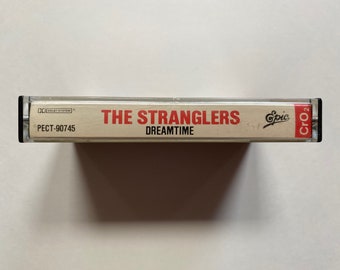 THE STRANGLERS
DREAMTIME
PECT-90745
Epic
CrO₂